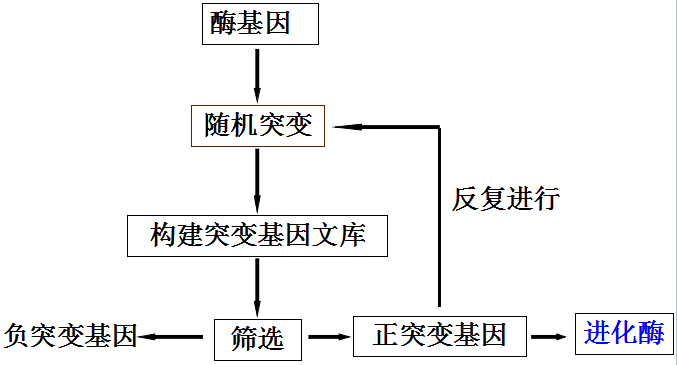 酶基因
随机突变
反复进行
构建突变基因文库
负突变基因
筛选
正突变基因
进化酶